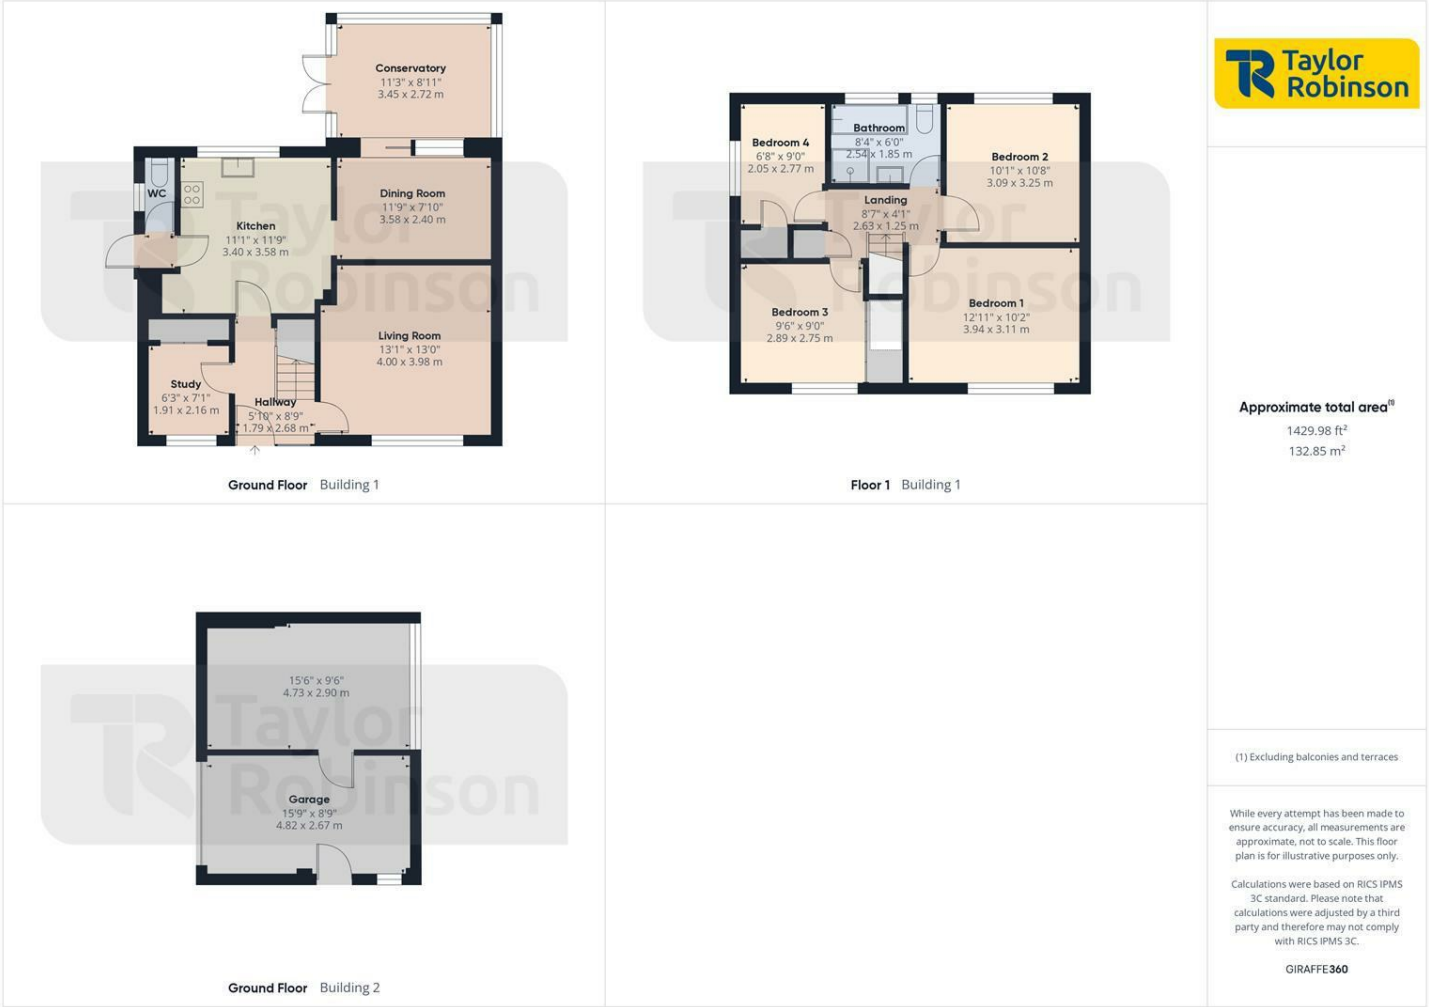 Conservatory
11'3" x 8'11"
3.45 x 2.72 m
WC
Kitchen
11'1" x 11'9"
3.40 x 3.58 m
Dining Room
11'9" x 7'10"
3.58 x 2.40 m
Living Room
13'1" x 13'0"
4.00 x 3.98 m
Study
6'3" x 7'1"
1.91 x 2.16 m
Hallway
5'10" x 8'9"
1.79 x 2.68 m
Taylor
Robinson
Ground Floor Building 1
Bedroom 4
6'8" x 9'0"
2.05 x 2.77 m
Bathroom
8'4" x 6'0"
2.54 x 1.85 m
Bedroom 2
10'1" x 10'8"
3.09 x 3.25 m
Landing
8'7" x 4'1"
2.63 x 1.25 m
Bedroom 3
9'6" x 9'0"
2.89 x 2.75 m
Bedroom 1
12'11" x 10'2"
3.94 x 3.11 m
Taylor
Robinson
Floor 1 Building 1
15'6" x 9'6"
4.73 x 2.90 m
Garage
15'9" x 8'9"
4.82 x 2.67 m
Taylor
Robinson
Ground Floor Building 2
Taylor
Robinson
Approximate total area(1)
1429.98 ft²
132.85 m²
(1) Excluding balconies and terraces
While every attempt has been made to
ensure accuracy, all measurements are
approximate, not to scale. This floor
plan is for illustrative purposes only.
Calculations were based on RICS IPMS
3C standard. Please note that
calculations were adjusted by a third
party and therefore may not comply
with RICS IPMS 3C.
GIRAFFE360